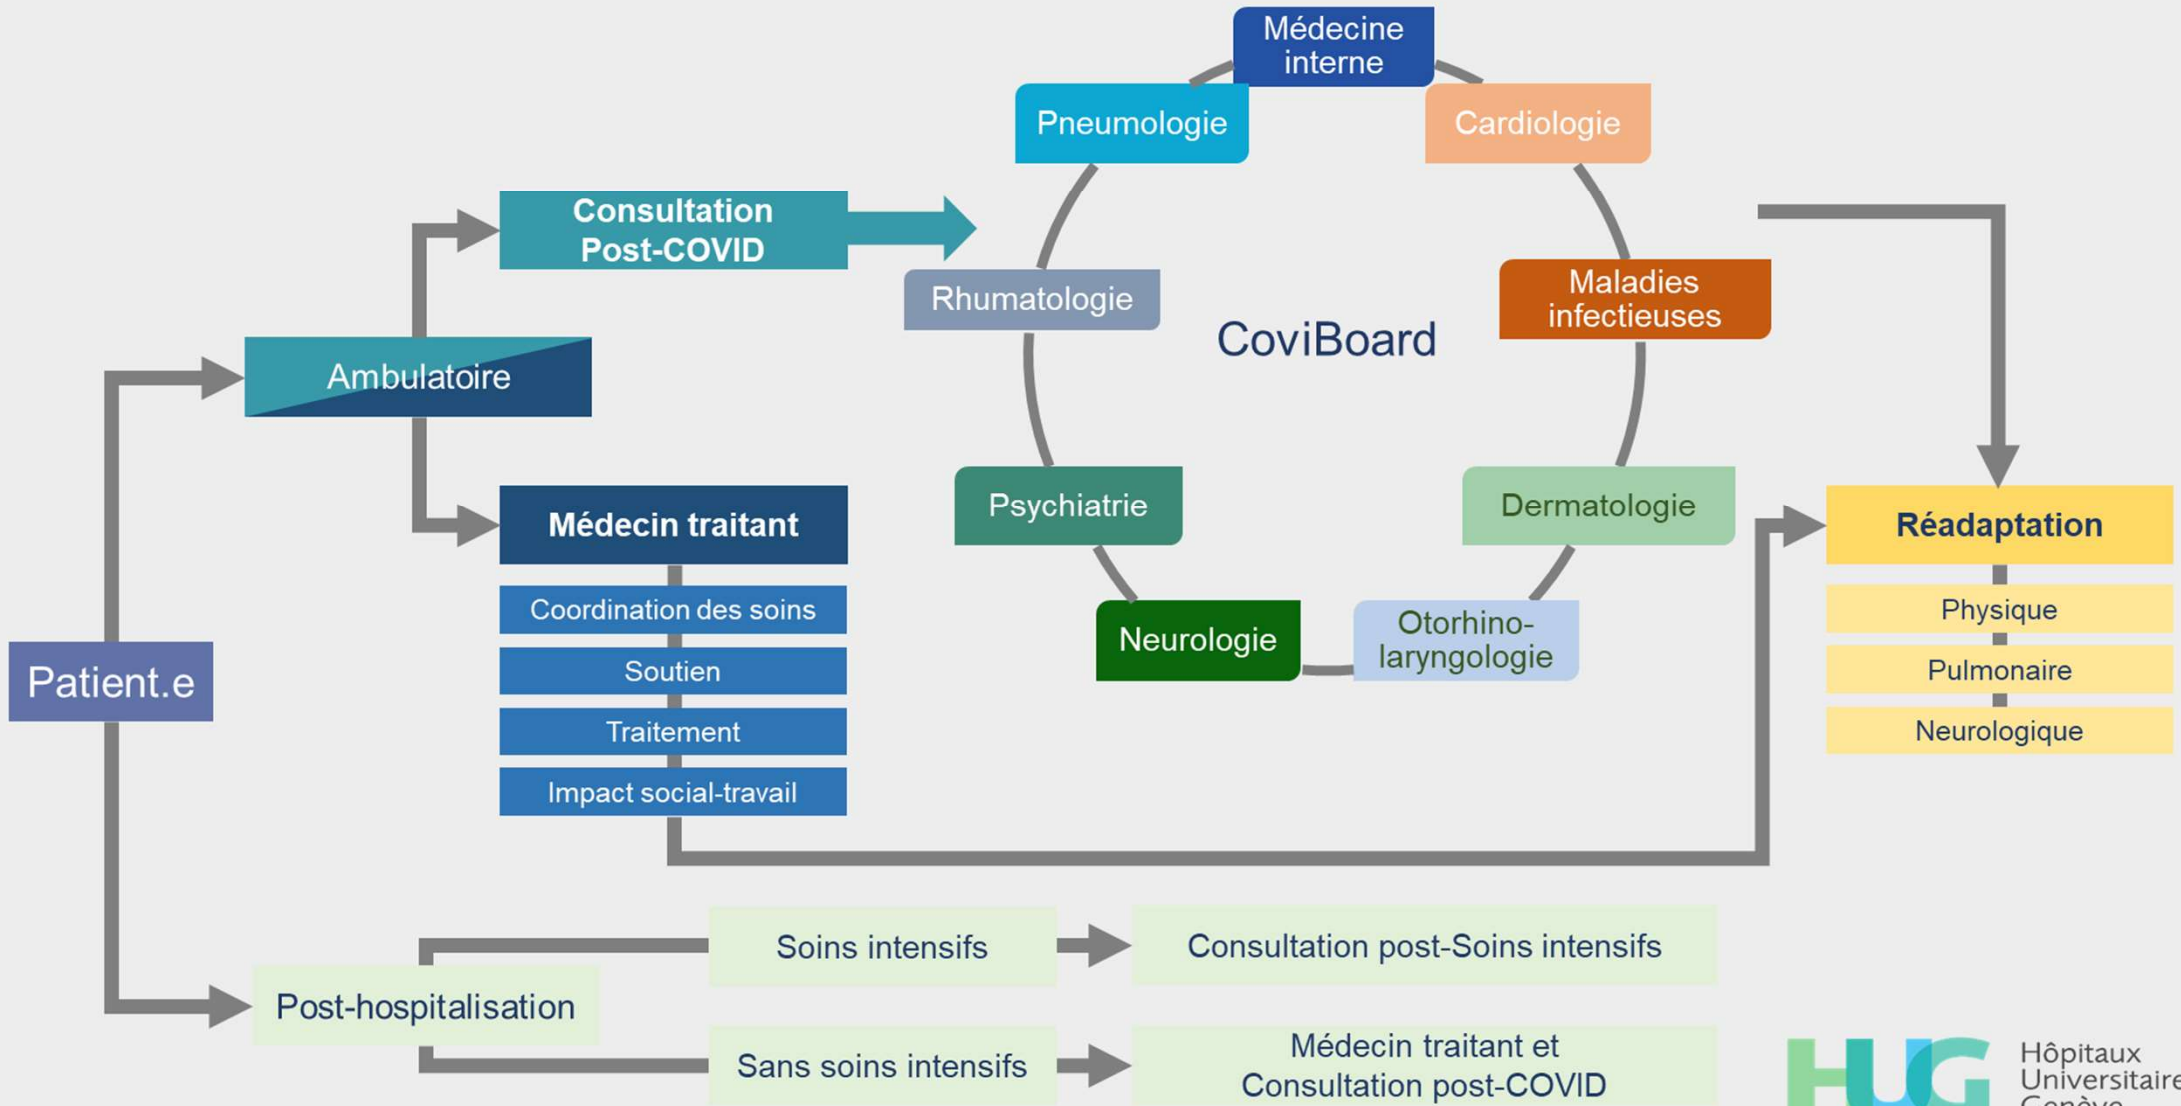 Médecine
interne
Pneumologie
Cardiologie
Consultation
Post-COVID
Rhumatologie
Maladies
infectieuses
CoviBoard
Ambulatoire
Psychiatrie
Dermatologie
Médecin traitant
Réadaptation
Coordination des soins
Physique
Neurologie
Otorhino-
laryngologie
Soutien
Pulmonaire
Patient.e
Traitement
Neurologique
Impact social-travail
Soins intensifs
Consultation post-Soins intensifs
Post-hospitalisation
Sans soins intensifs
Médecin traitant et
Consultation post-COVID
HUG
Hôpitaux
Universitaire
Genève